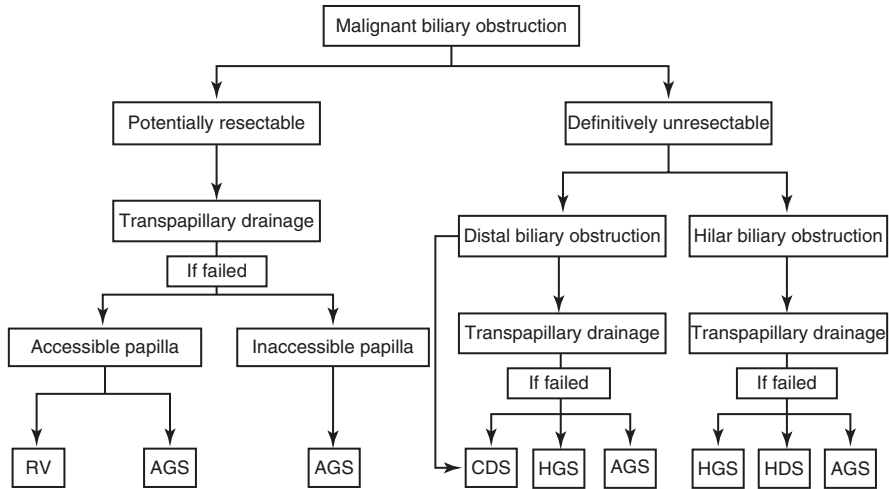 Malignant biliary obstruction
Potentially resectable
Definitively unresectable
Transpapillary drainage
Distal biliary obstruction
Hilar biliary obstruction
If failed
Accessible papilla
Inaccessible papilla
Transpapillary drainage
Transpapillary drainage
If failed
If failed
RV
AGS
AGS
CDS
HGS
AGS
HGS
HDS
AGS